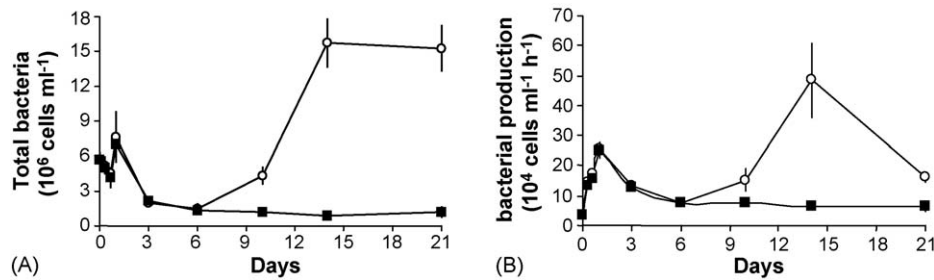 Total bacteria
(10⁶ cells ml⁻¹)
18
15
12
9
6
3
0
0 3 6 9 12 15 18 21
Days
(A)
bacterial production
(10⁴ cells ml⁻¹ h⁻¹)
70
60
50
40
30
20
10
0
0 3 6 9 12 15 18 21
Days
(B)